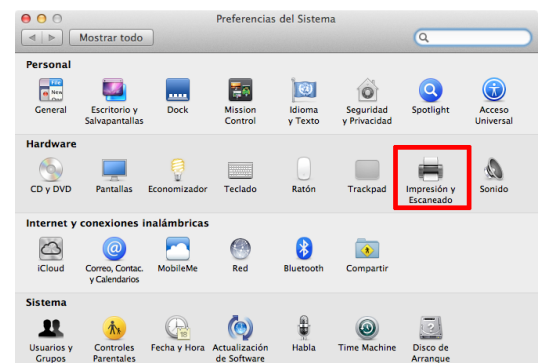 Preferencias del Sistema
Mostrar todo
Personal
General
Escritorio y
Salvapantallas
Dock
Mission
Control
Idioma
y Texto
Seguridad
y Privacidad
Spotlight
Acceso
Universal
Hardware
CD y DVD
Pantallas
Economizador
Teclado
Ratón
Trackpad
Impresión y
Escaneado
Sonido
Internet y conexiones inalámbricas
iCloud
Correo, Contac.
y Calendarios
MobileMe
Red
Bluetooth
Compartir
Sistema
Usuarios y
Grupos
Controles
Parentales
Fecha y Hora
Actualización
de Software
Habla
Time Machine
Disco de
Arranque